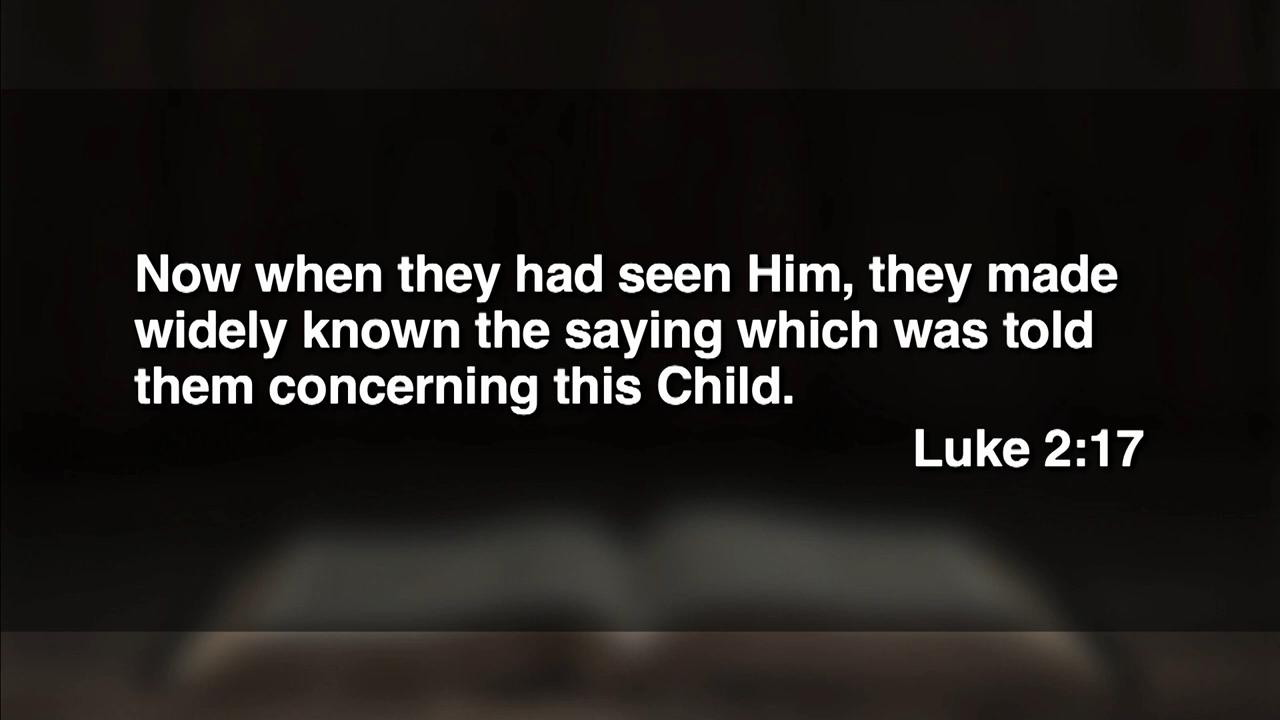 Now when they had seen Him, they made
widely known the saying which was told
them concerning this Child.
Luke 2:17